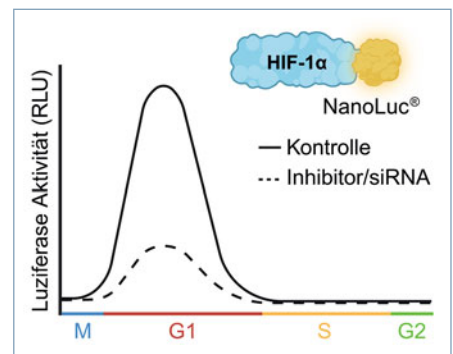 HIF-1α
NanoLuc®
Kontrolle
Inhibitor/siRNA
Luziferase Aktivität (RLU)
M G1 S G2